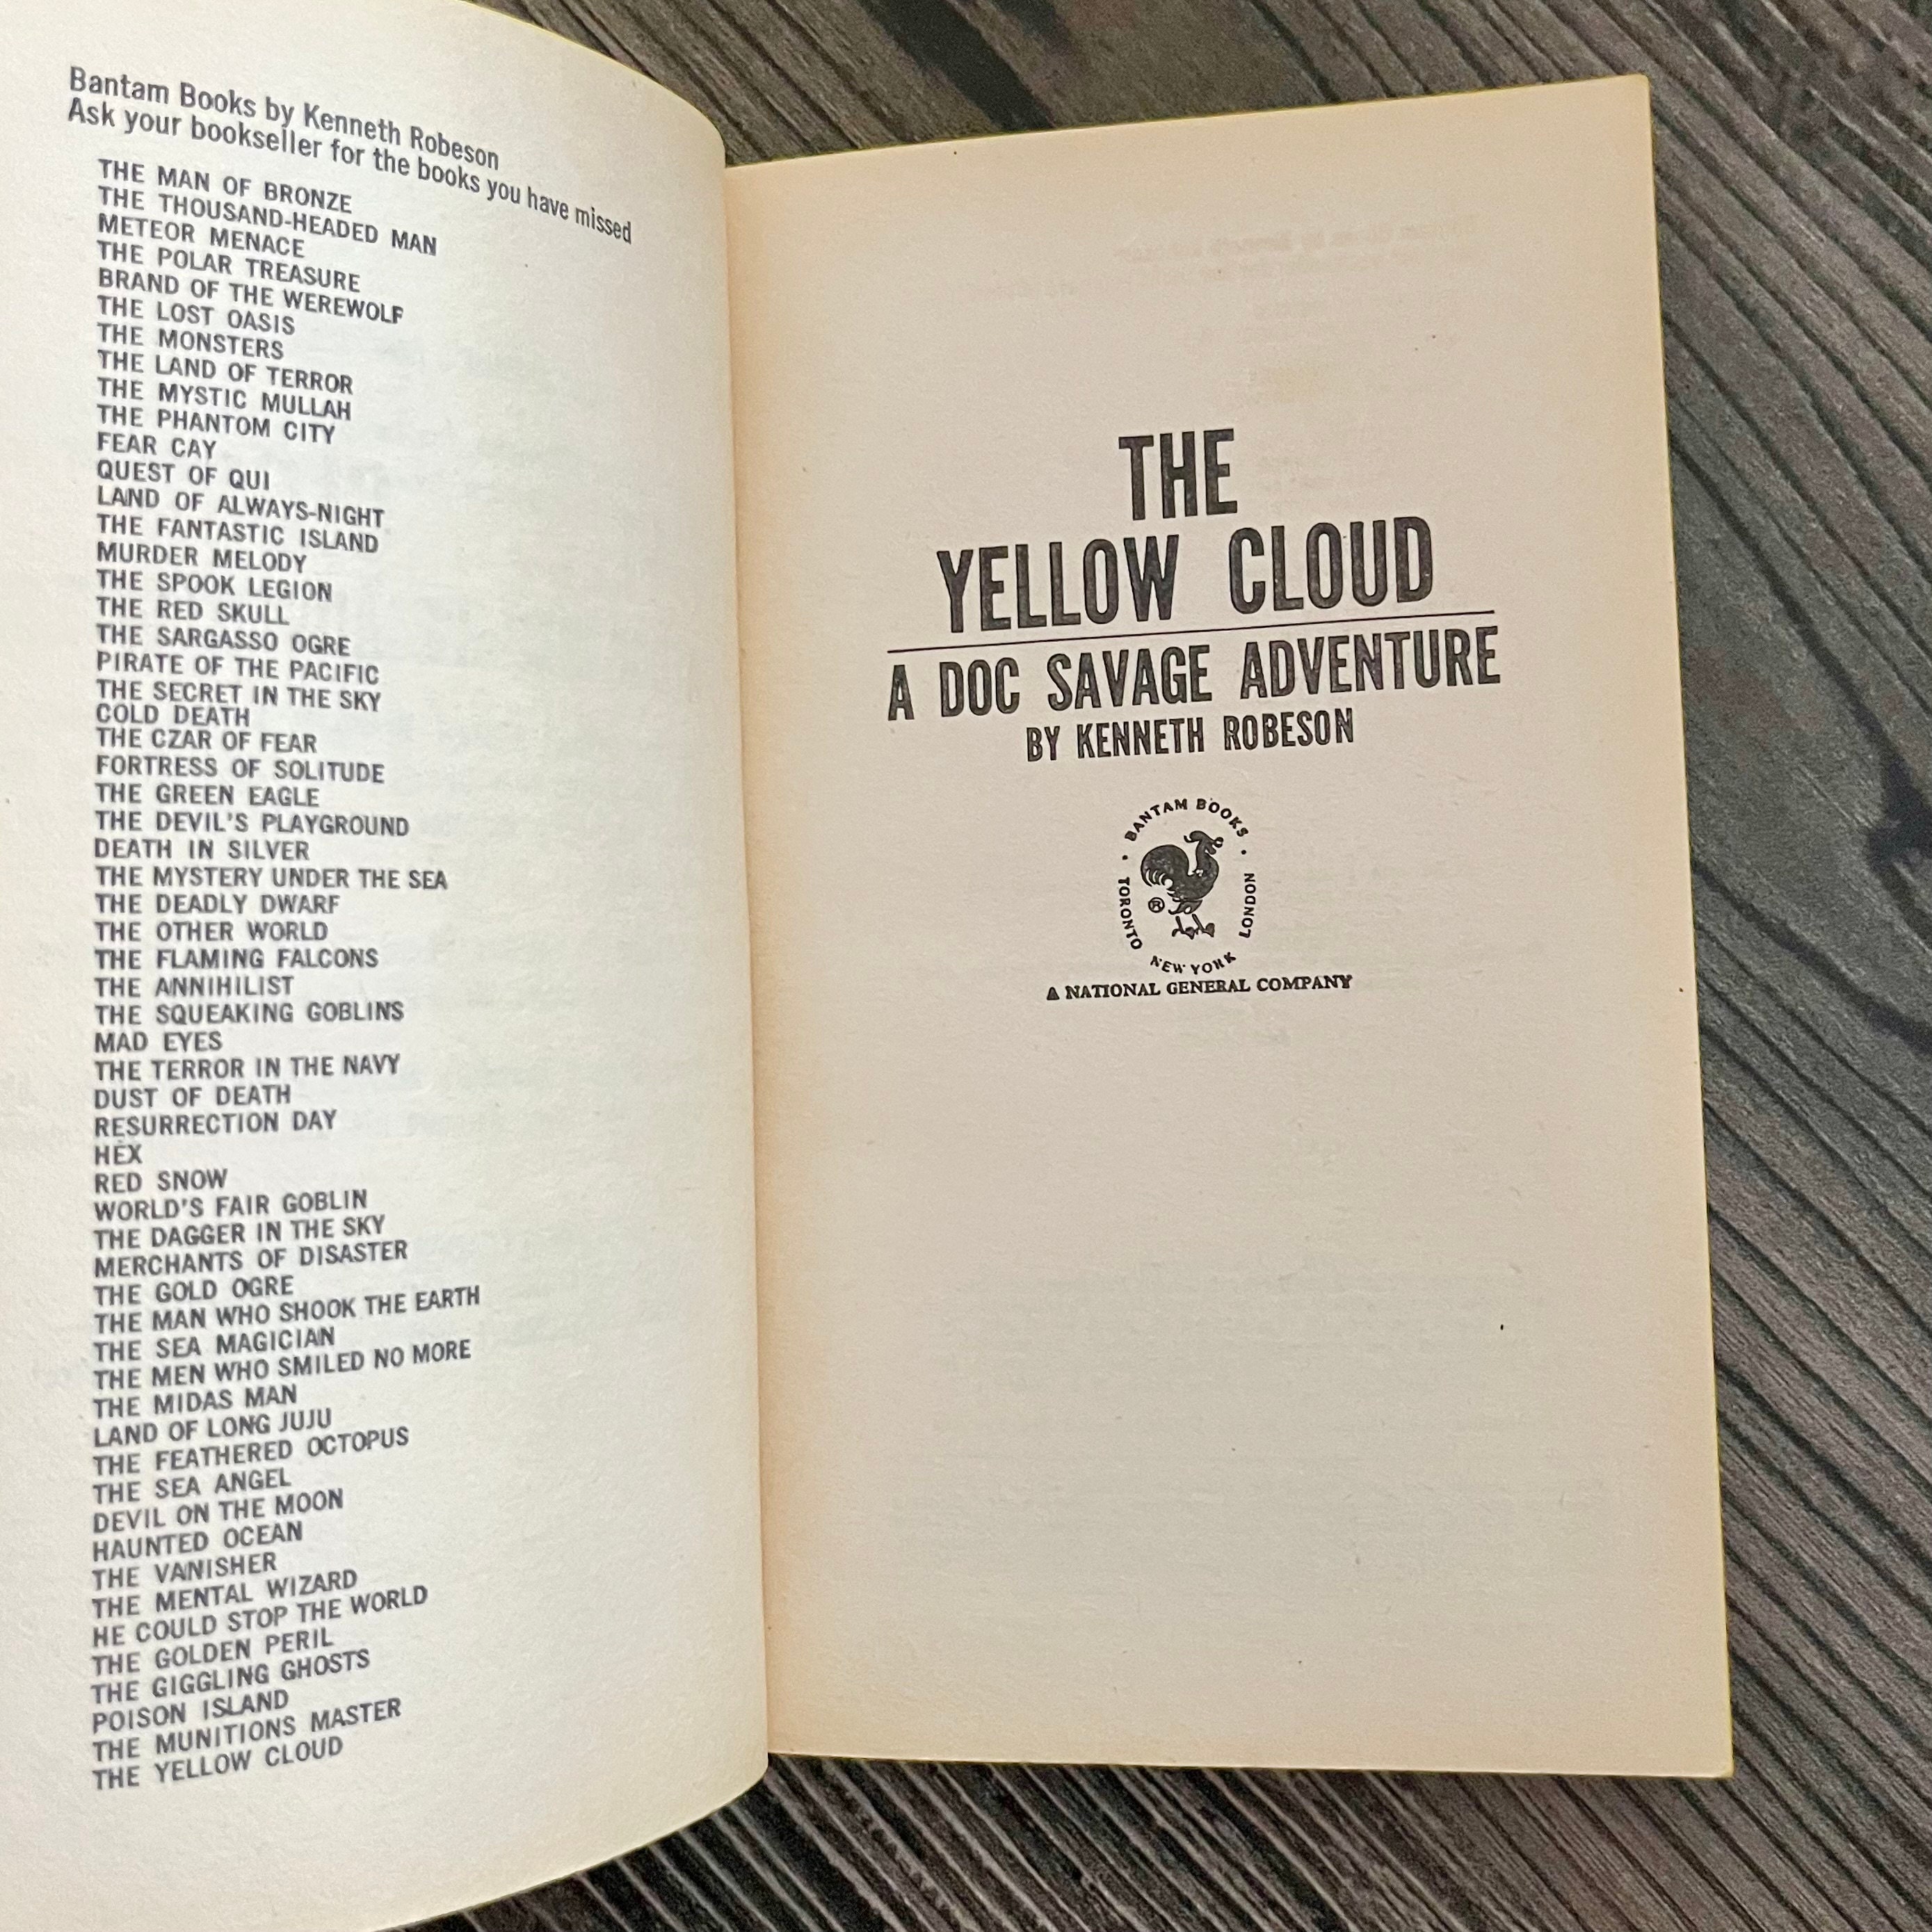 Bantam Books by Kenneth Robeson
Ask your bookseller for the books you have missed
THE MAN OF BRONZE
THE THOUSAND-HEADED MAN
METEOR MENACE
THE POLAR TREASURE
BRAND OF THE WEREWOLF
THE LOST OASIS
THE MONSTERS
THE LAND OF TERROR
THE MYSTIC MULLAH
THE PHANTOM CITY
FEAR CAY
QUEST OF QUI
LAND OF ALWAYS-NIGHT
THE FANTASTIC ISLAND
MURDER MELODY
THE SPOOK LEGION
THE RED SKULL
THE SARGASSO OGRE
PIRATE OF THE PACIFIC
THE SECRET IN THE SKY
COLD DEATH
THE CZAR OF FEAR
FORTRESS OF SOLITUDE
THE GREEN EAGLE
THE DEVIL'S PLAYGROUND
DEATH IN SILVER
THE MYSTERY UNDER THE SEA
THE DEADLY DWARF
THE OTHER WORLD
THE FLAMING FALCONS
THE ANNIHILIST
THE SQUEAKING GOBLINS
MAD EYES
THE TERROR IN THE NAVY
DUST OF DEATH
RESURRECTION DAY
HEX
RED SNOW
WORLD'S FAIR GOBLIN
THE DAGGER IN THE SKY
MERCHANTS OF DISASTER
THE GOLD OGRE
THE MAN WHO SHOOK THE EARTH
THE SEA MAGICIAN
THE MEN WHO SMILED NO MORE
THE MIDAS MAN
LAND OF LONG JUJU
THE FEATHERED OCTOPUS
THE SEA ANGEL
DEVIL ON THE MOON
HAUNTED OCEAN
THE VANISHER
THE MENTAL WIZARD
HE COULD STOP THE WORLD
THE GOLDEN PERIL
THE GIGGLING GHOSTS
POISON ISLAND
THE MUNITIONS MASTER
THE YELLOW CLOUD
THE
YELLOW CLOUD
A DOC SAVAGE ADVENTURE
BY KENNETH ROBESON
BANTAM BOOKS
TORONTO · NEW YORK · LONDON
®
A NATIONAL GENERAL COMPANY